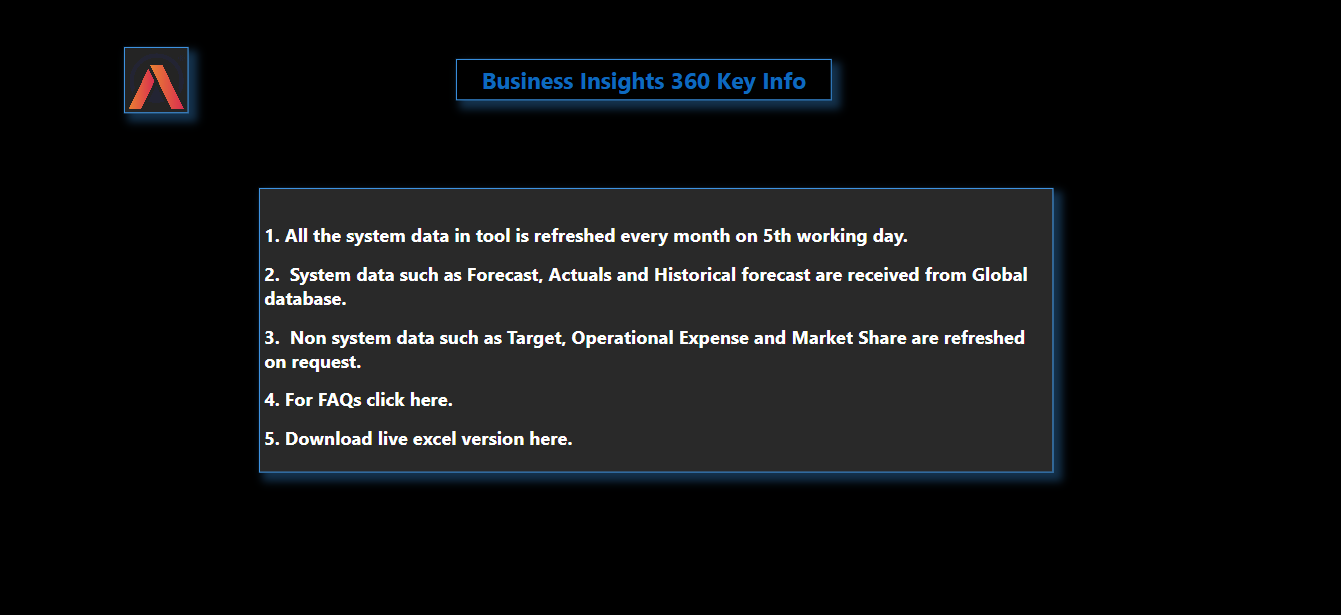 Business Insights 360 Key Info
1. All the system data in tool is refreshed every month on 5th working day.
2.  System data such as Forecast, Actuals and Historical forecast are received from Global
database.
3.  Non system data such as Target, Operational Expense and Market Share are refreshed
on request.
4. For FAQs click here.
5. Download live excel version here.